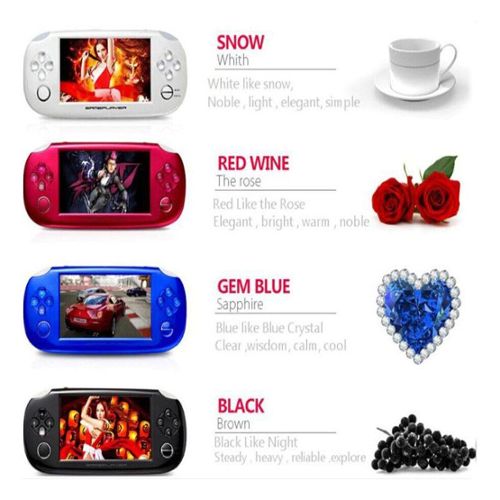 SNOW
Whith
White like snow,
Noble , light , elegant, simple
GAMEPLAYER
RED WINE
The rose
Red Like the Rose
Elegant , bright , warm , noble
GEM BLUE
Sapphire
Blue like Blue Crystal
Clear ,wisdom, calm , cool
BLACK
Brown
Black Like Night
Steady , heavy , reliable ,explore
GAMEPLAYER